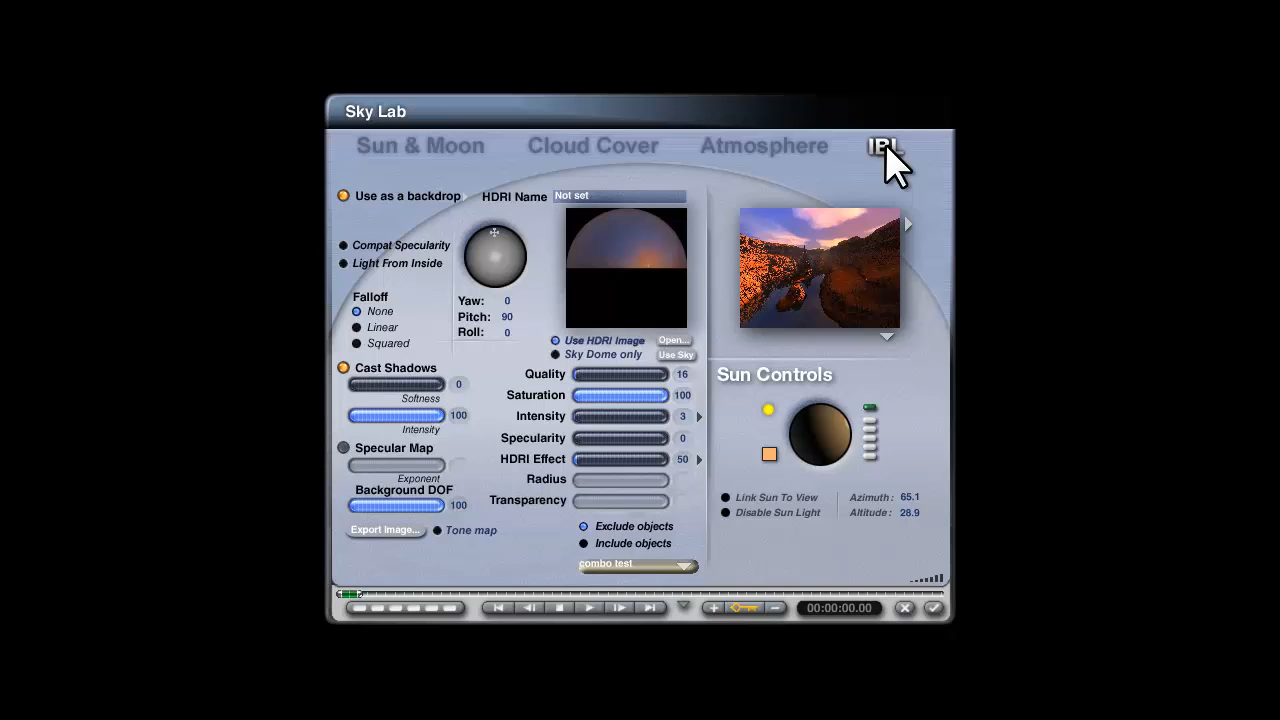 Sky Lab
Sun & Moon Cloud Cover Atmosphere IBL
Use as a backdrop HDRI Name Not set
Compat Specularity
Light From Inside
Falloff
None
Linear
Squared
Yaw: 0
Pitch: 90
Roll: 0
Use HDRI Image Open...
Sky Dome only Use Sky
Cast Shadows
0
Softness
100
Intensity
Specular Map
Exponent
Background DOF
100
Export Image... Tone map
Quality 16
Saturation 100
Intensity 3
Specularity 0
HDRI Effect 50
Radius
Transparency
Exclude objects
Include objects
combo test
Sun Controls
Link Sun To View Azimuth: 65.1
Disable Sun Light Altitude: 28.9
00:00:00.00